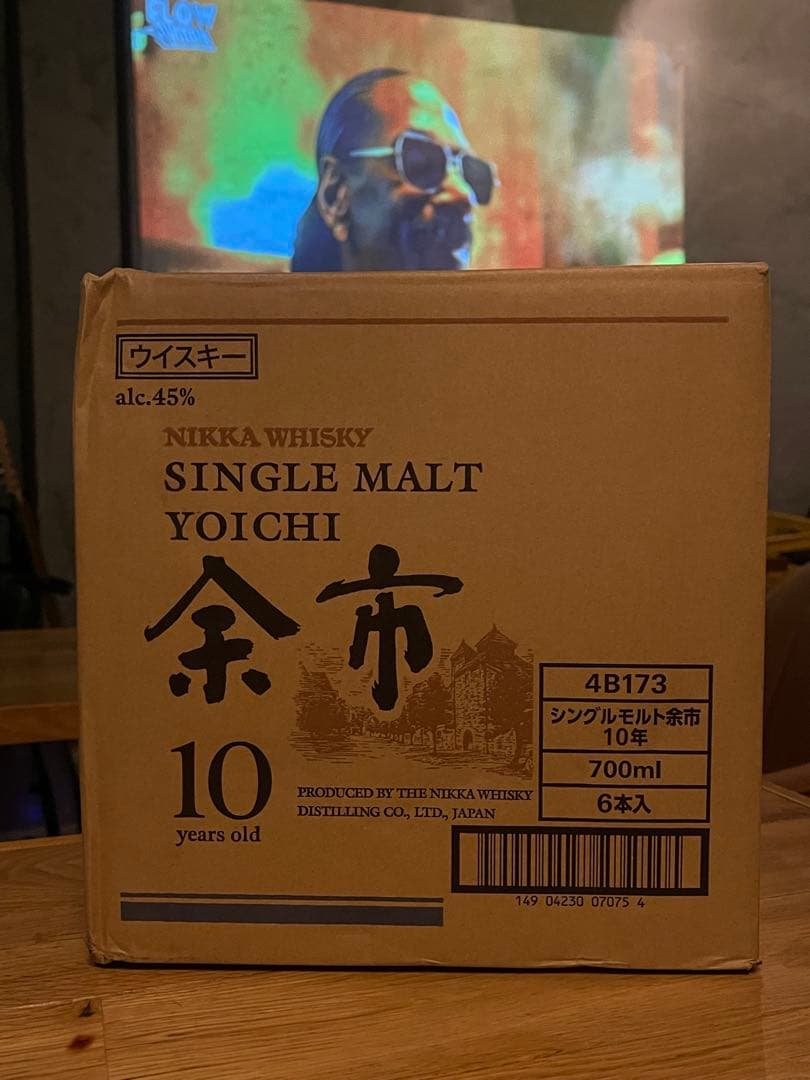 FLOW
ウイスキー
alc.45%
NIKKA WHISKY
SINGLE MALT
YOICHI
余市
10
years old
PRODUCED BY THE NIKKA WHISKY
DISTILLING CO., LTD., JAPAN
4B173
シングルモルト余市
10年
700ml
6本入
149 04230 07075 4